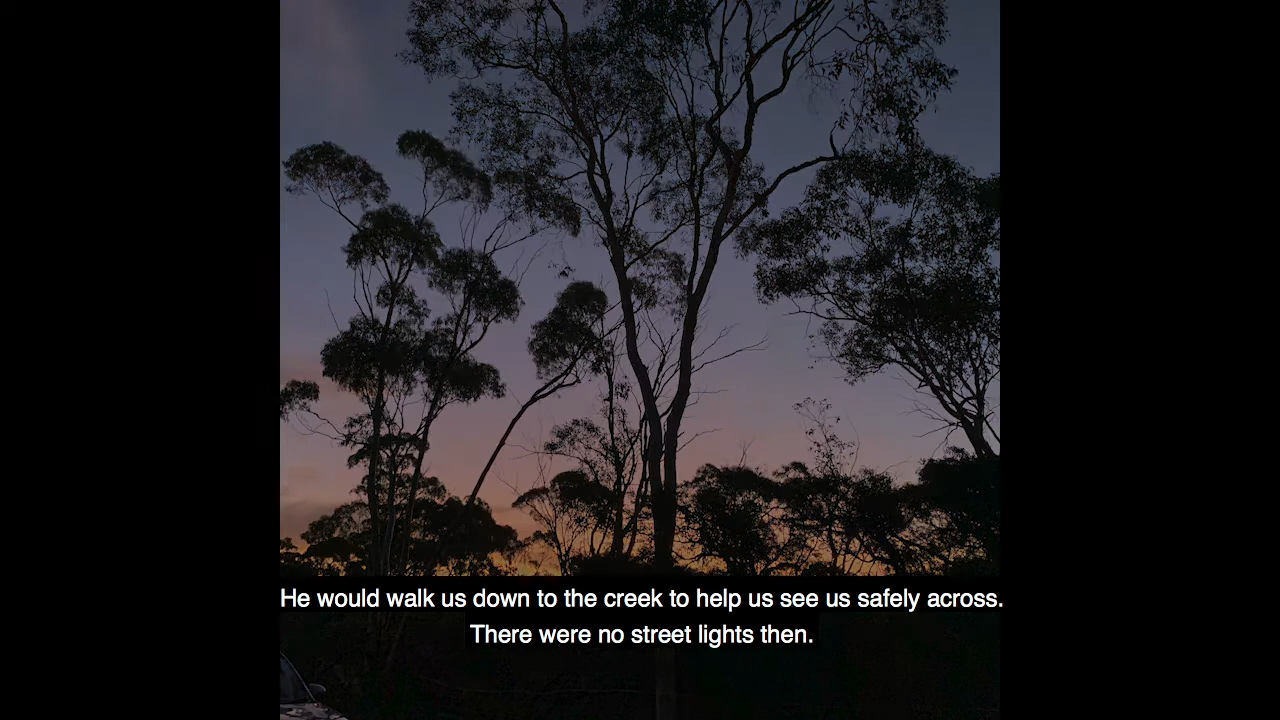 He would walk us down to the creek to help us see us safely across.
There were no street lights then.